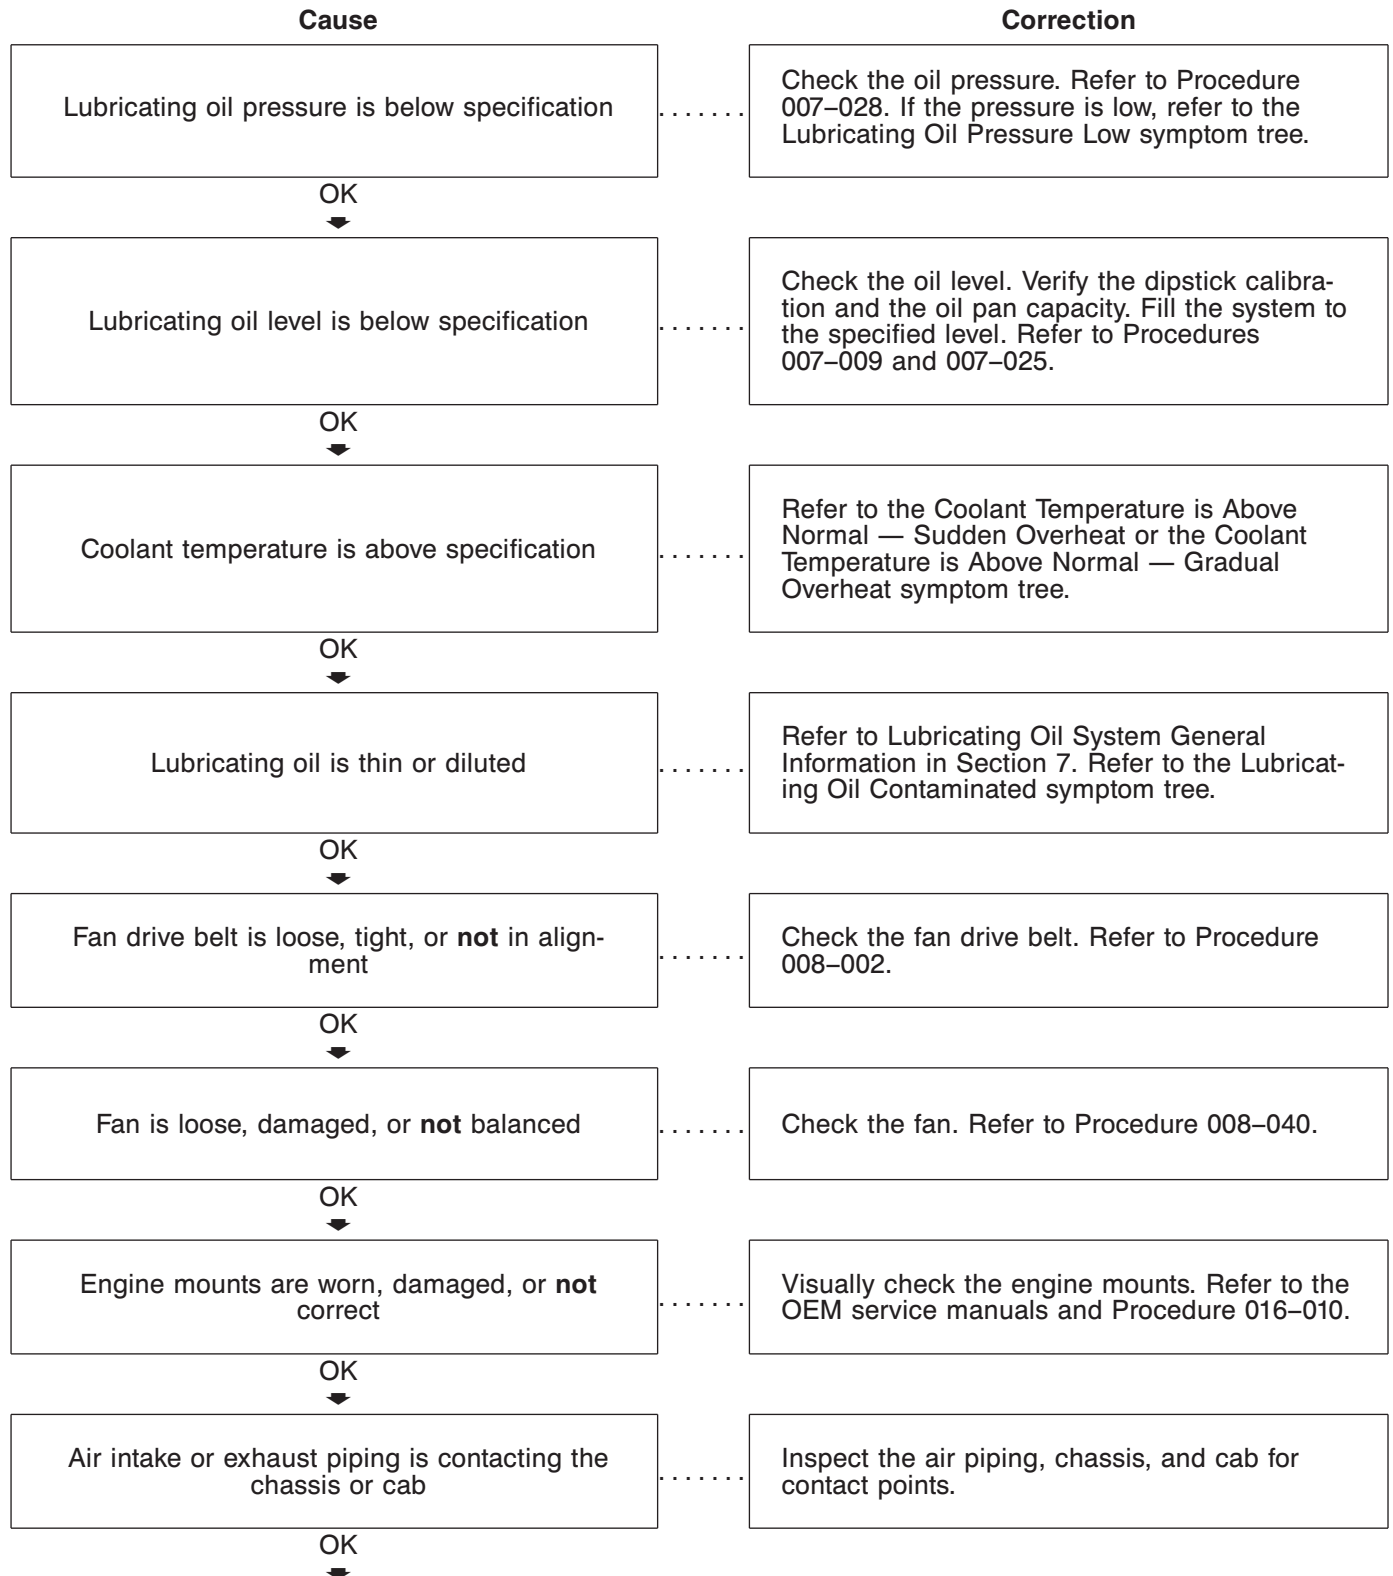 Cause
Correction
Lubricating oil pressure is below specification
Check the oil pressure. Refer to Procedure
007–028. If the pressure is low, refer to the
Lubricating Oil Pressure Low symptom tree.
OK
Lubricating oil level is below specification
Check the oil level. Verify the dipstick calibra-
tion and the oil pan capacity. Fill the system to
the specified level. Refer to Procedures
007–009 and 007–025.
OK
Coolant temperature is above specification
Refer to the Coolant Temperature is Above
Normal — Sudden Overheat or the Coolant
Temperature is Above Normal — Gradual
Overheat symptom tree.
OK
Lubricating oil is thin or diluted
Refer to Lubricating Oil System General
Information in Section 7. Refer to the Lubricat-
ing Oil Contaminated symptom tree.
OK
Fan drive belt is loose, tight, or not in align-
ment
Check the fan drive belt. Refer to Procedure
008–002.
OK
Fan is loose, damaged, or not balanced
Check the fan. Refer to Procedure 008–040.
OK
Engine mounts are worn, damaged, or not
correct
Visually check the engine mounts. Refer to the
OEM service manuals and Procedure 016–010.
OK
Air intake or exhaust piping is contacting the
chassis or cab
Inspect the air piping, chassis, and cab for
contact points.
OK